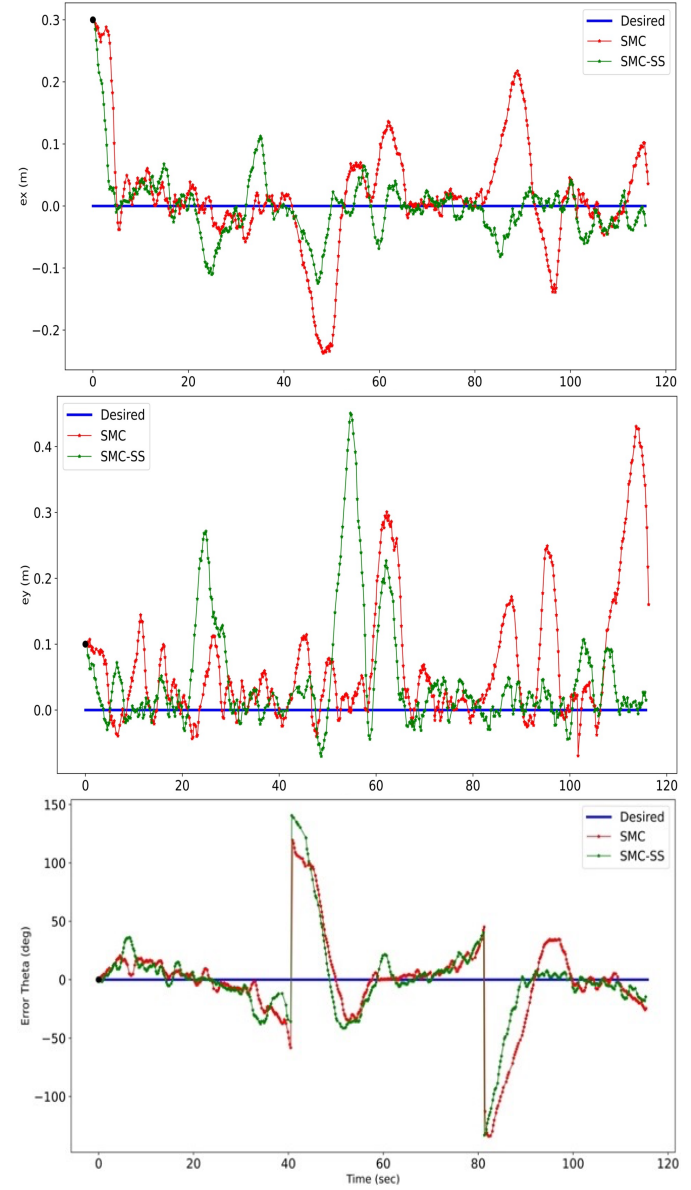 0.3
0.2
0.1
0.0
−0.1
−0.2
ex (m)
Desired
SMC
SMC-SS
0 20 40 60 80 100 120
Desired
SMC
SMC-SS
0.4
0.3
0.2
0.1
0.0
ey (m)
0 20 40 60 80 100 120
150
100
50
0
−50
−100
Error Theta (deg)
Desired
SMC
SMC-SS
0 20 40 60 80 100 120
Time (sec)